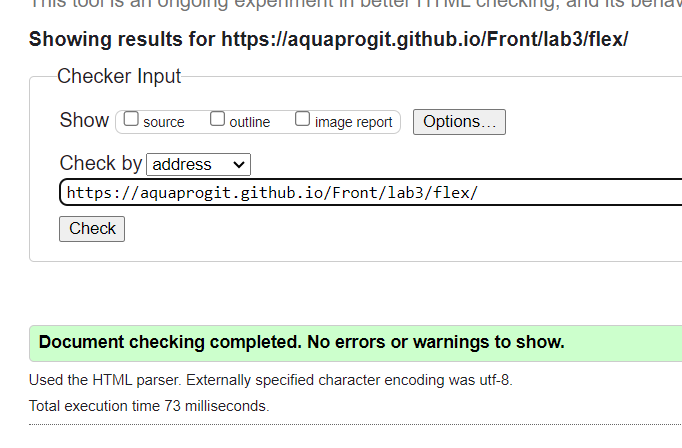 This tool is an ongoing experiment in better HTML checking, and its behav
Showing results for https://aquaprogit.github.io/Front/lab3/flex/
Checker Input
Show source outline image report Options...
Check by address
https://aquaprogit.github.io/Front/lab3/flex/
Check
Document checking completed. No errors or warnings to show.
Used the HTML parser. Externally specified character encoding was utf-8.
Total execution time 73 milliseconds.